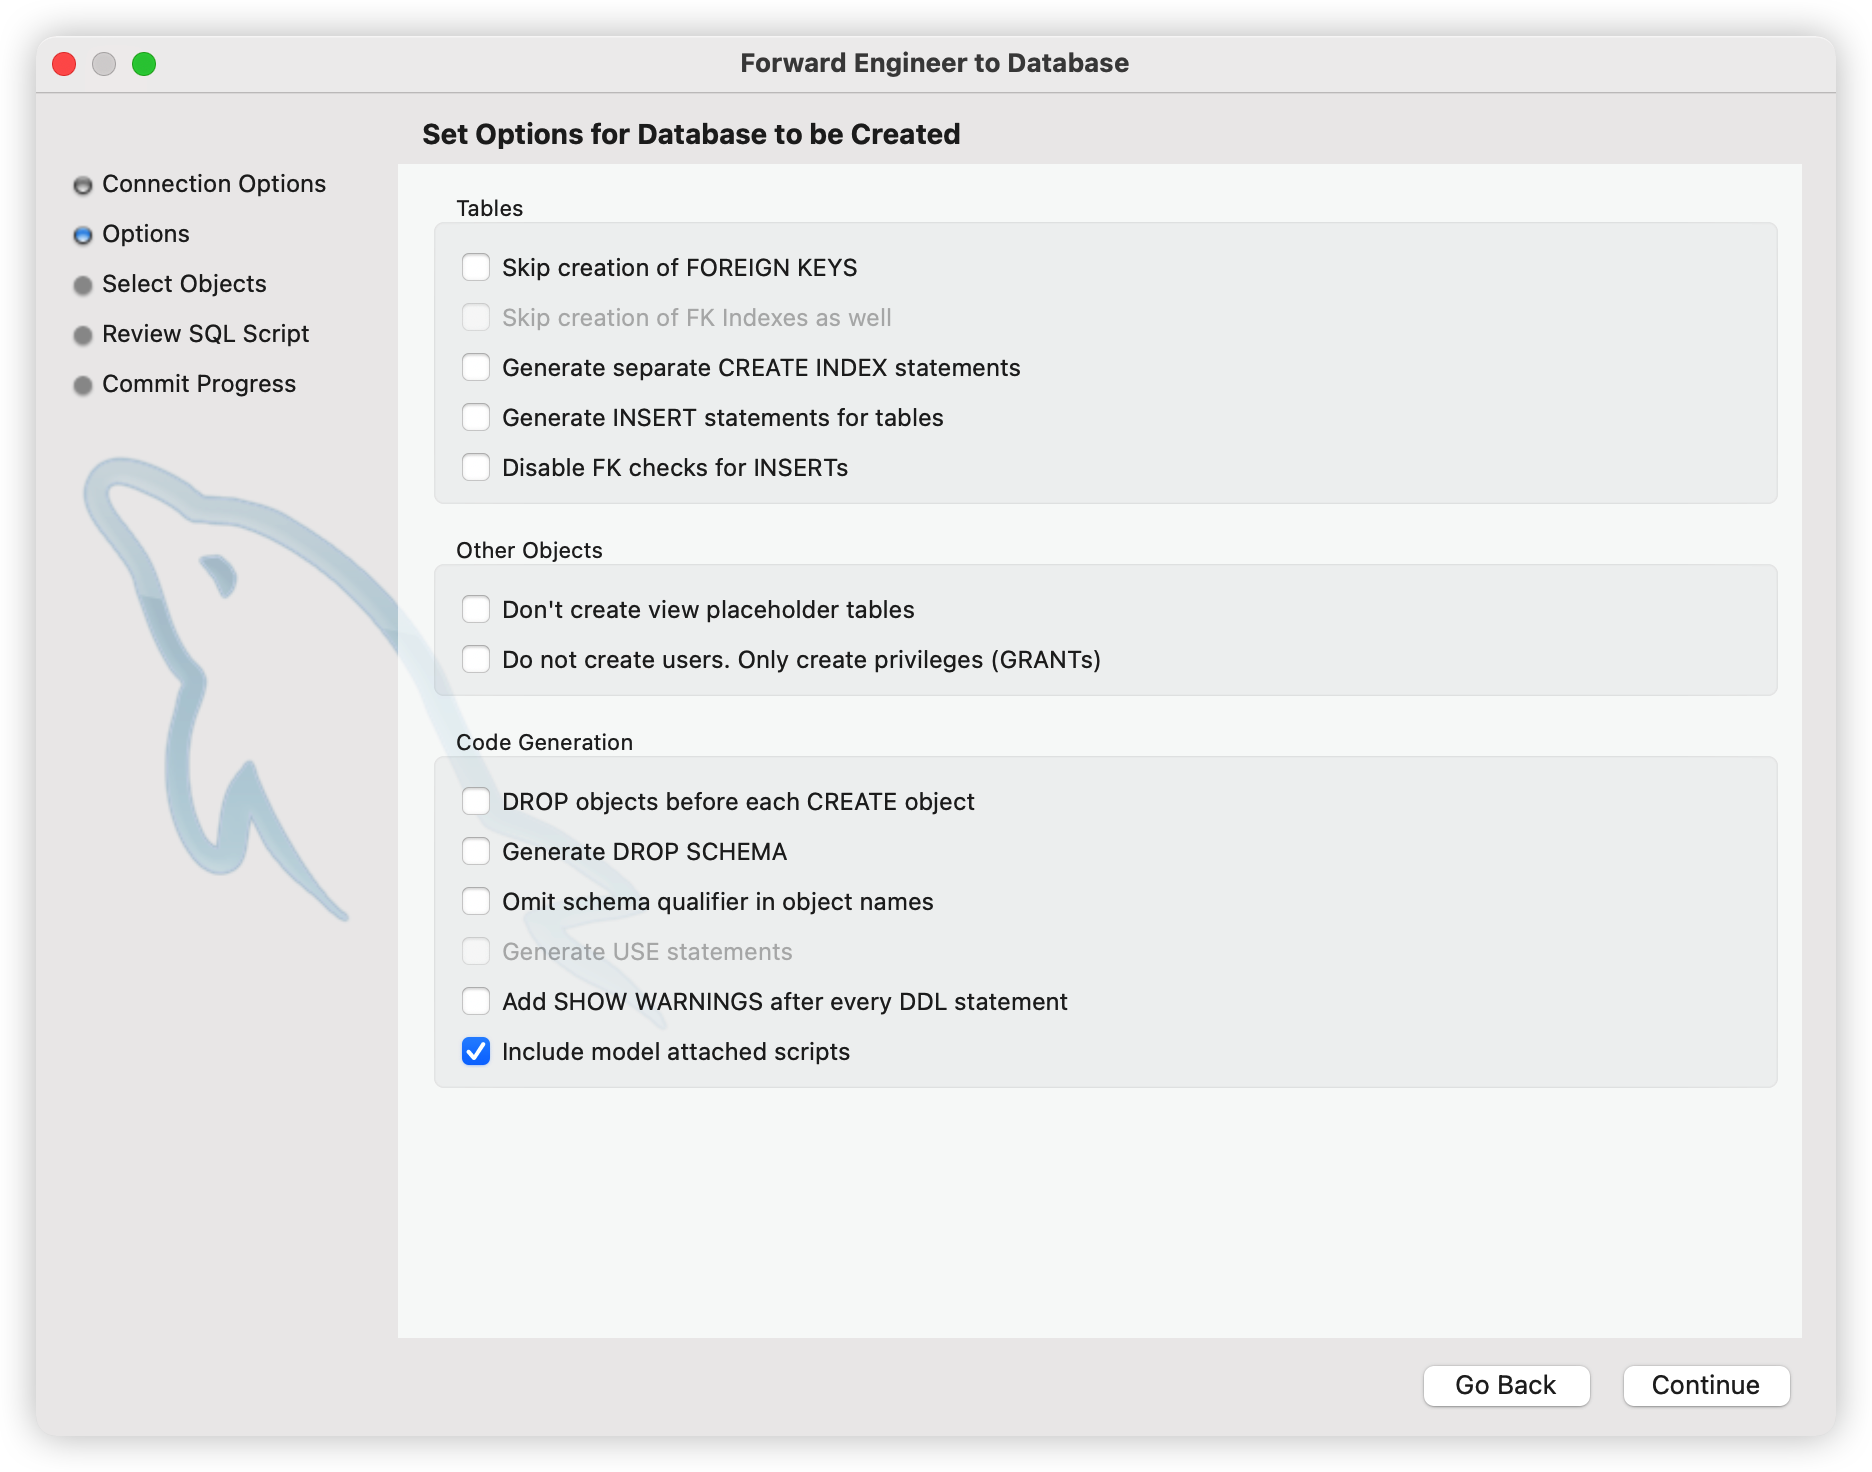 Forward Engineer to Database
Set Options for Database to be Created
Connection Options
Options
Select Objects
Review SQL Script
Commit Progress
Tables
Skip creation of FOREIGN KEYS
Skip creation of FK Indexes as well
Generate separate CREATE INDEX statements
Generate INSERT statements for tables
Disable FK checks for INSERTs
Other Objects
Don't create view placeholder tables
Do not create users. Only create privileges (GRANTs)
Code Generation
DROP objects before each CREATE object
Generate DROP SCHEMA
Omit schema qualifier in object names
Generate USE statements
Add SHOW WARNINGS after every DDL statement
Include model attached scripts
Go Back
Continue